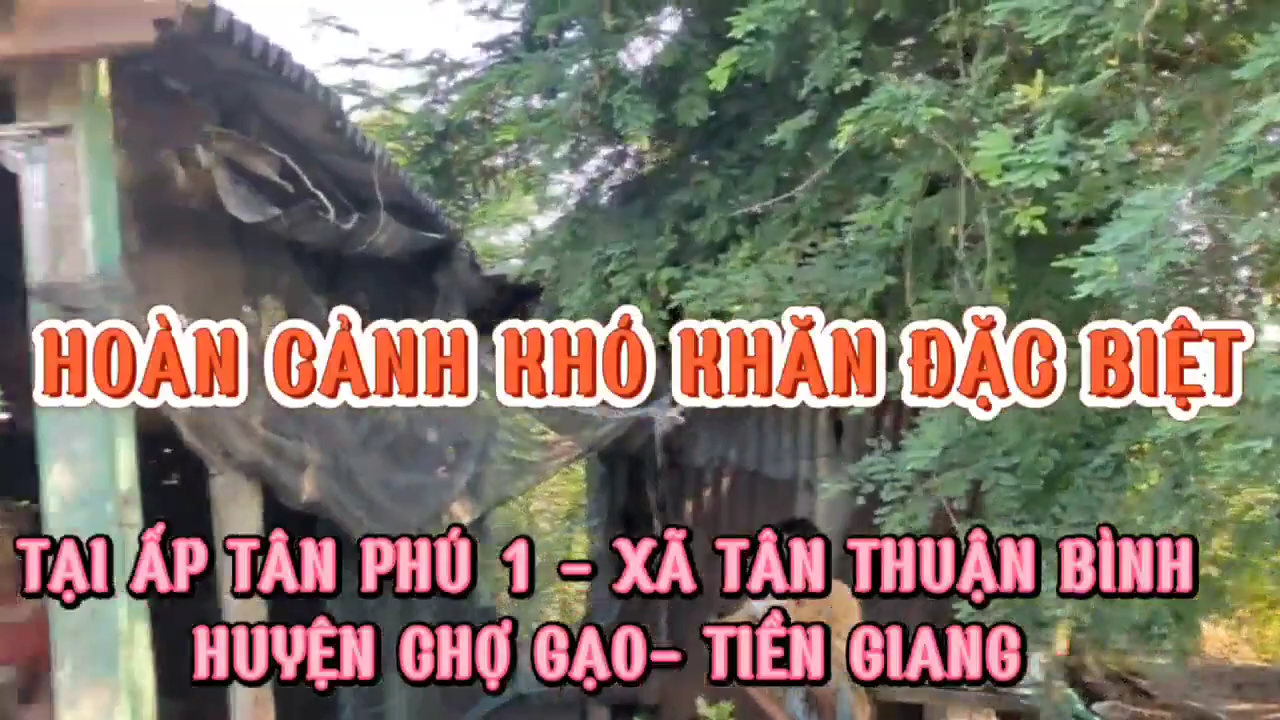 HOÀN CẢNH KHÓ KHĂN ĐẶC BIỆT
TẠI ẤP TÂN PHÚ 1 - XÃ TÂN THUẬN BÌNH
HUYỆN CHỢ GẠO- TIỀN GIANG